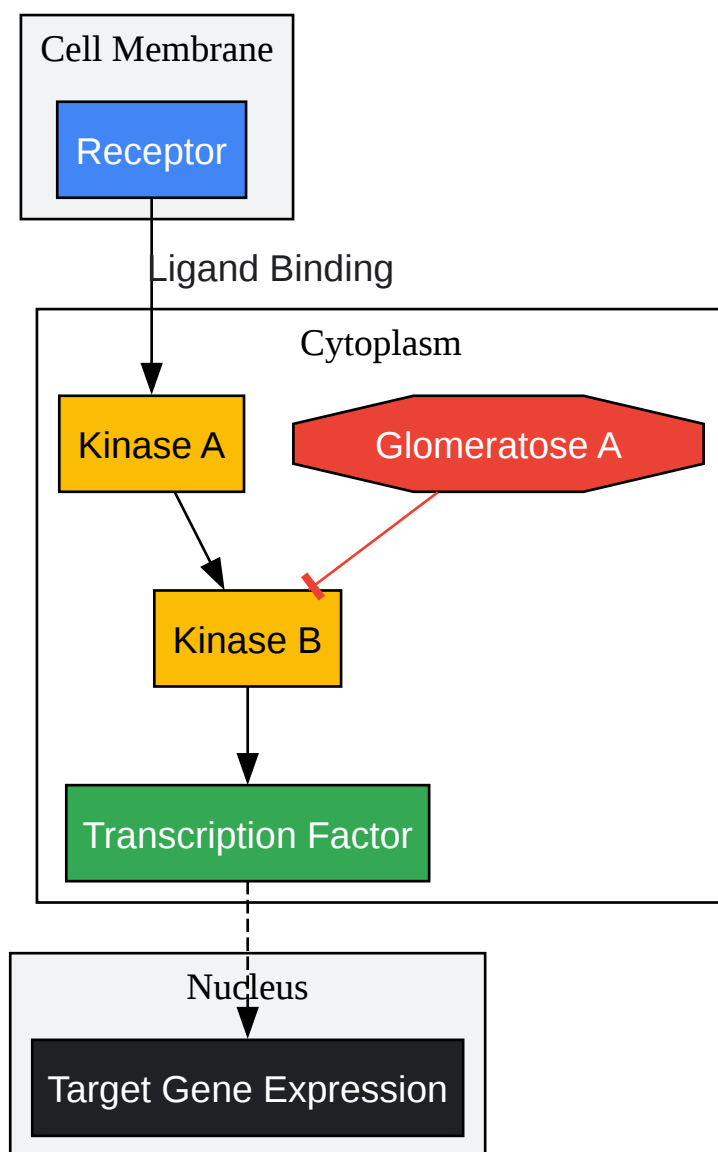 Cell Membrane
Receptor
Ligand Binding
Cytoplasm
Kinase A
Glomeratose A
Kinase B
Transcription Factor
Nucleus
Target Gene Expression